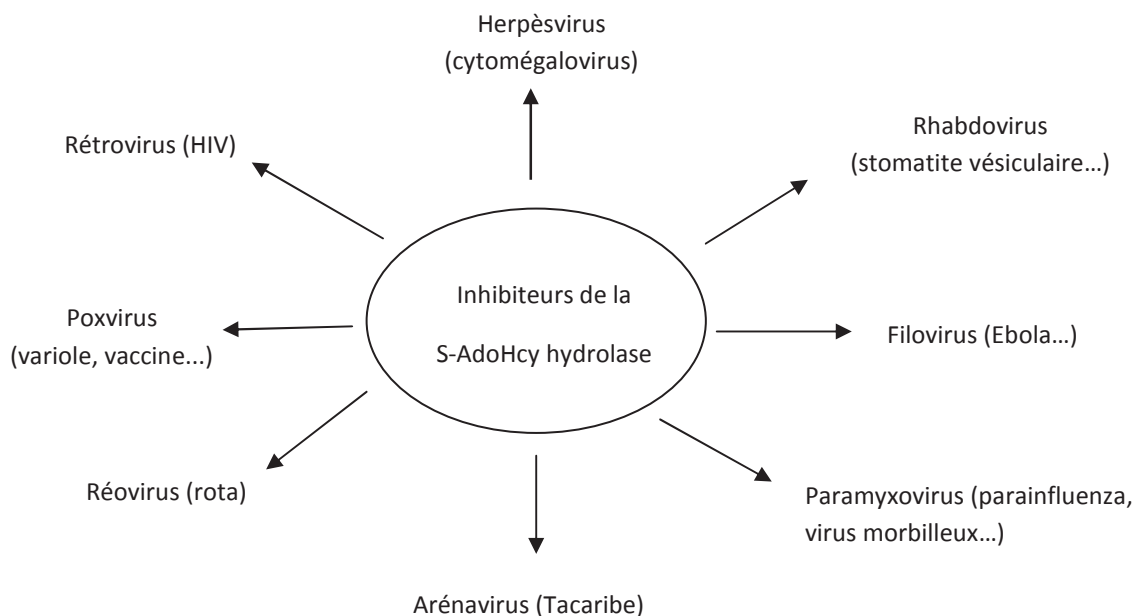 Herpèsvirus
(cytomégalovirus)
Rhabdovirus
(stomatite vésiculaire…)
Rétrovirus (HIV)
Inhibiteurs de la
S-AdoHcy hydrolase
Poxvirus
(variole, vaccine...)
Filovirus (Ebola…)
Réovirus (rota)
Paramyxovirus (parainfluenza,
virus morbilleux…)
Arénavirus (Tacaribe)